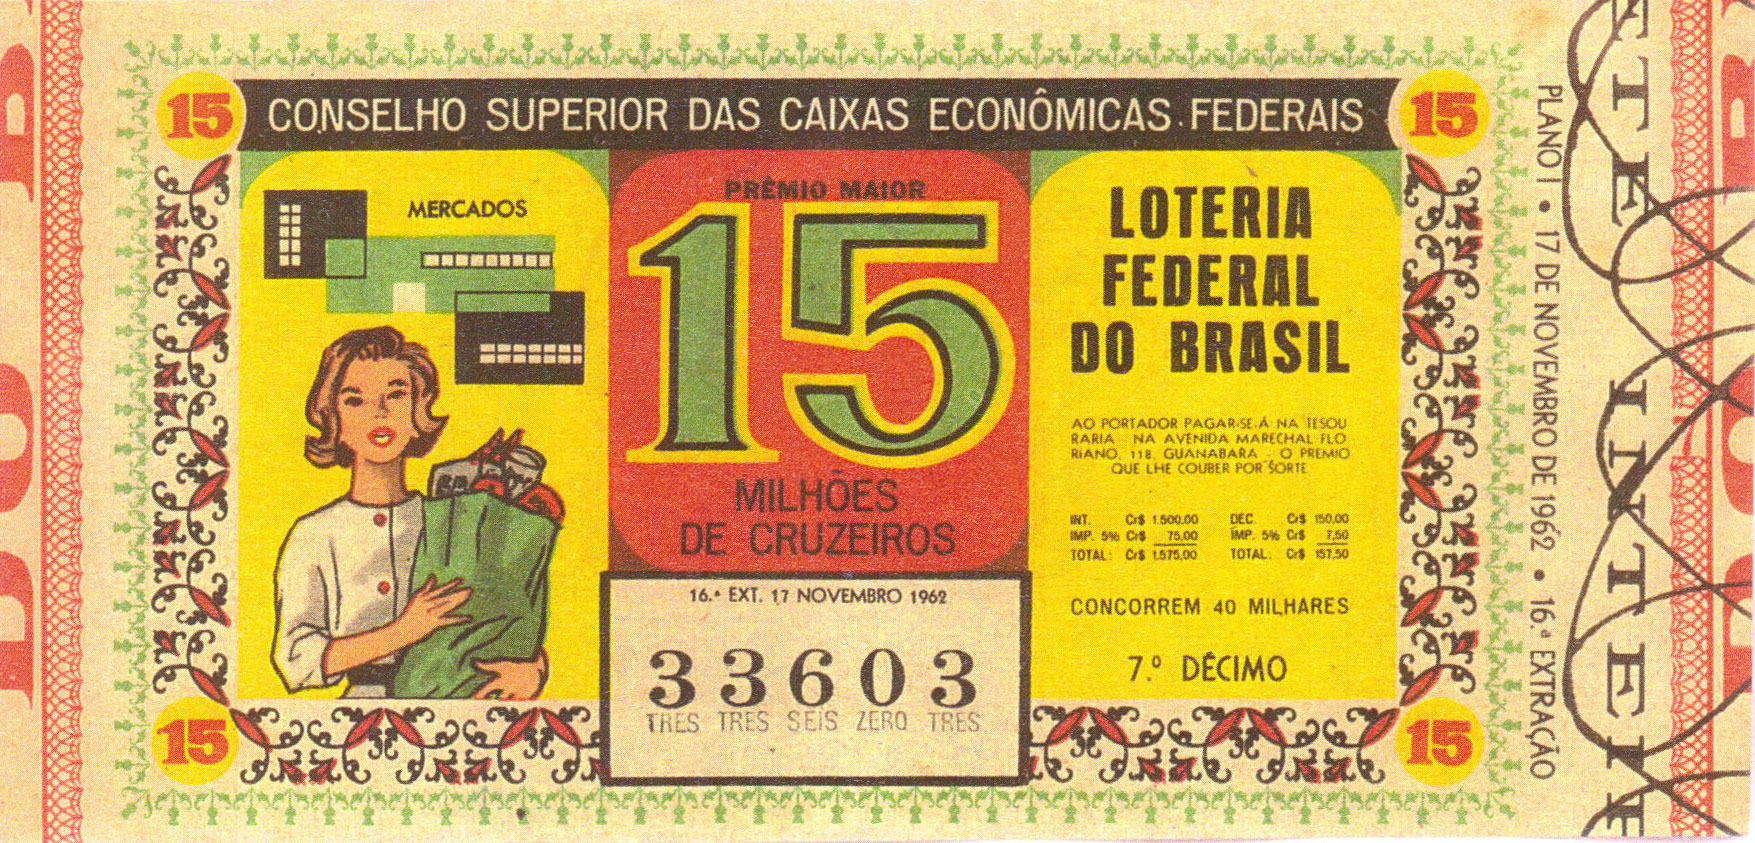 15 CONSELHO SUPERIOR DAS CAIXAS ECONÔMICAS FEDERAIS 15
MERCADOS
PRÊMIO MAIOR
15
MILHÕES
DE CRUZEIROS
16.ª EXT. 17 NOVEMBRO 1962
33603
TRES TRES SEIS ZERO TRES
LOTERIA
FEDERAL
DO BRASIL
AO PORTADOR PAGAR-SE-Á NA TESOU
RARIA NA AVENIDA MARECHAL FLO
RIANO, 118, GUANABARA O PREMIO
QUE LHE COUBER POR SORTE
INT. Cr$ 1.500,00 DEC. Cr$ 150,00
IMP. 5% Cr$ 75,00 IMP. 5% Cr$ 7,50
TOTAL: Cr$ 1.575,00 TOTAL: Cr$ 157,50
CONCORREM 40 MILHARES
7.º DÉCIMO
15
15
PLANO I • 17 DE NOVEMBRO DE 1962 • 16.ª EXTRAÇÃO
ETE INTEI
DO